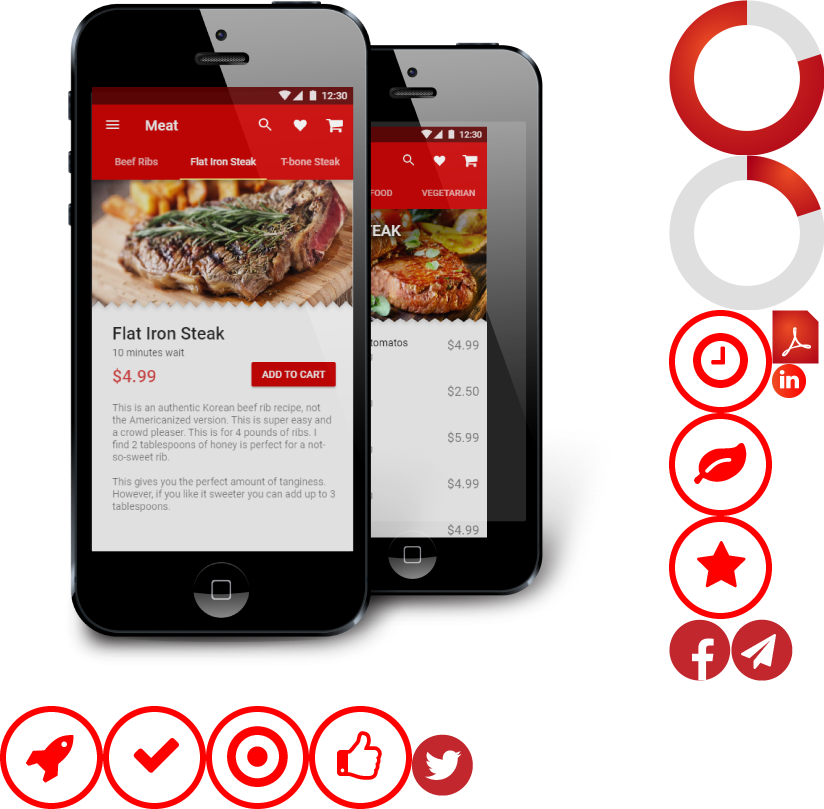 12:30
Meat
Beef Ribs Flat Iron Steak T-bone Steak
Flat Iron Steak
10 minutes wait
$4.99
ADD TO CART
This is an authentic Korean beef rib recipe, not
the Americanized version. This is super easy and
a crowd pleaser. This is for 4 pounds of ribs. I
find 2 tablespoons of honey is perfect for a not-
so-sweet rib.
This gives you the perfect amount of tanginess.
However, if you like it sweeter you can add up to 3
tablespoons.
12:30
FOOD VEGETARIAN
TEAK
tomatos $4.99
$2.50
$5.99
$4.99
$4.99
in